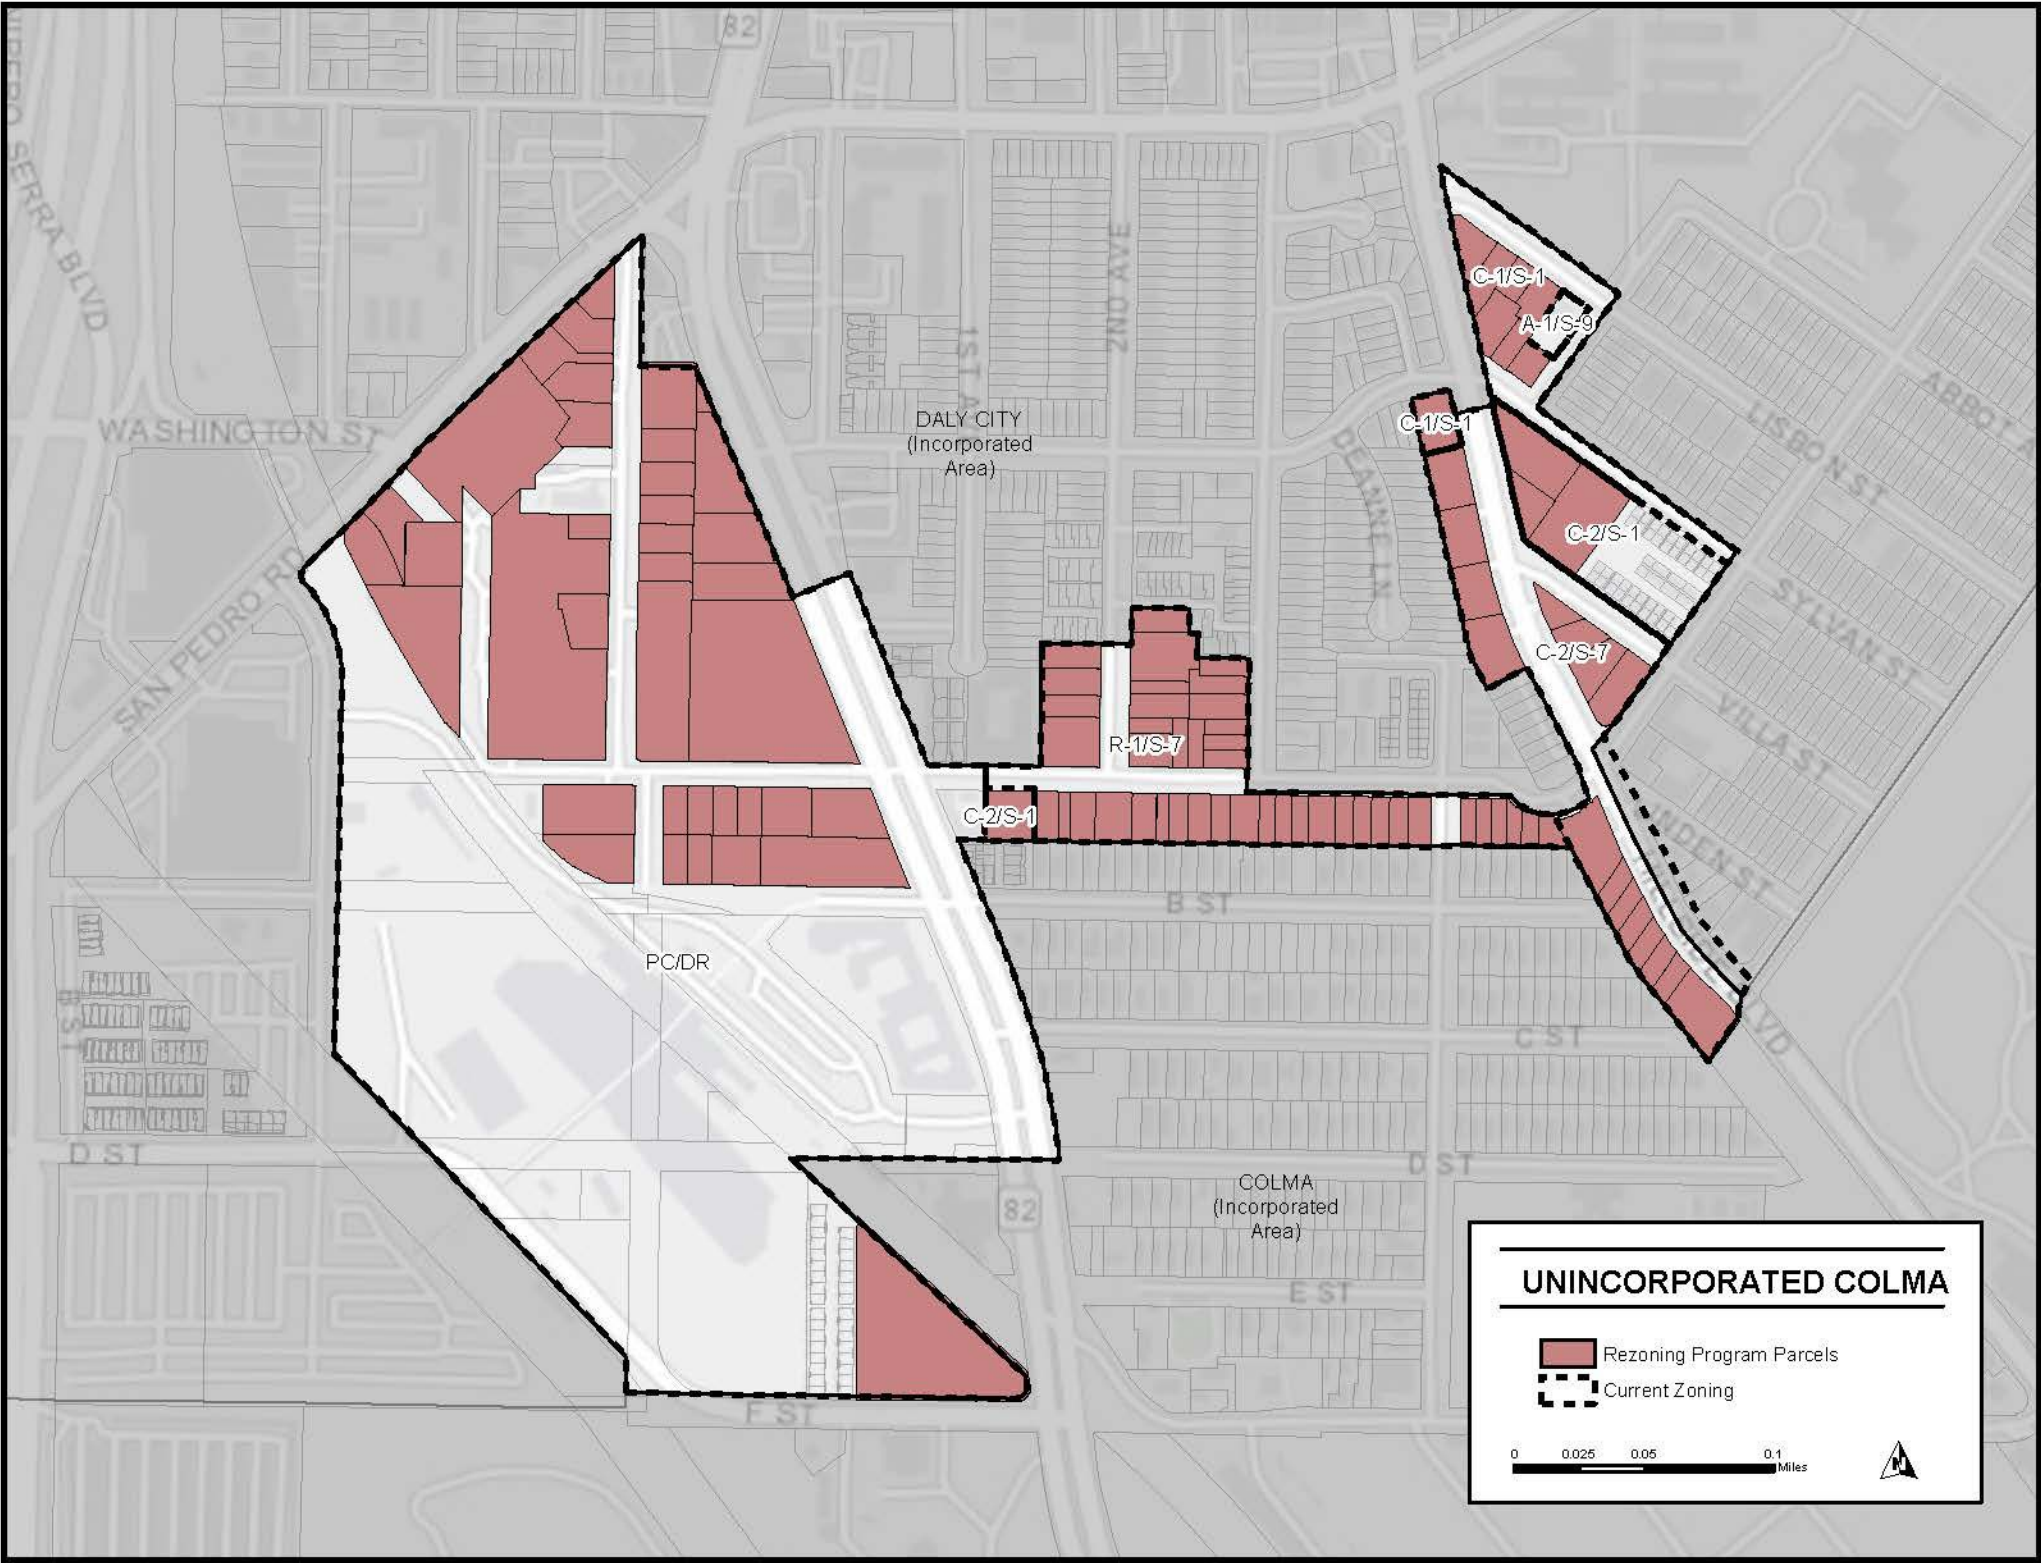 82
SERRA BLVD
2ND AVE
C-1/S-1
A-1/S-9
1ST A
DALY CITY
(Incorporated
Area)
WASHINGTON ST
C-1/S-1
ABBOT A
LISBON ST
DEANNE LN
C-2/S-1
SAN PEDRO RD
SYLVAN ST
C-2/S-7
VILLA ST
R-1/S-7
C-2/S-1
LINDEN ST
B ST
PC/DR
B ST
C ST
BLVD
D ST
D ST
COLMA
(Incorporated
Area)
82
E ST
F ST
UNINCORPORATED COLMA
Rezoning Program Parcels
Current Zoning
0 0.025 0.05 0.1
Miles
N